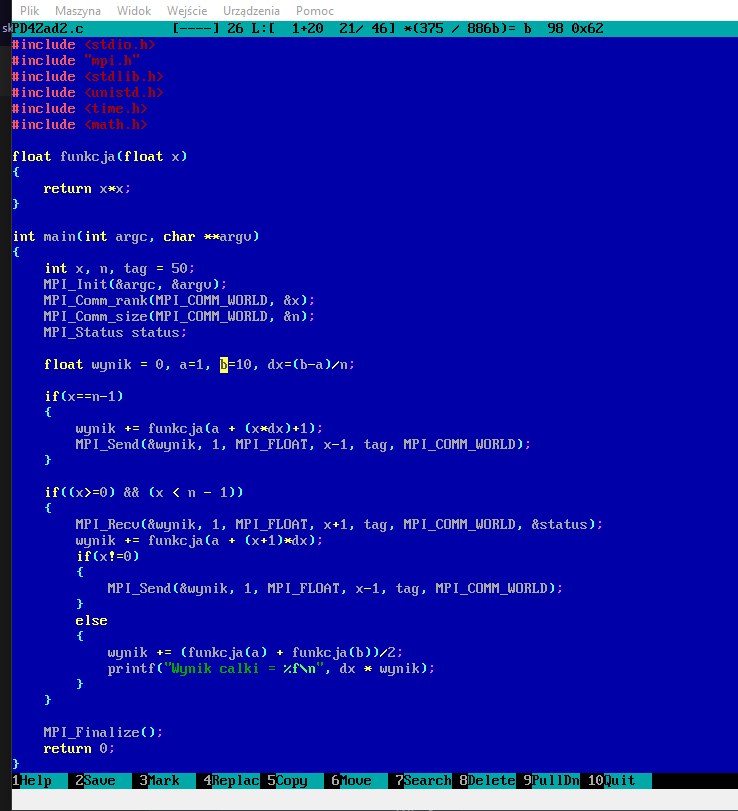 Plik Maszyna Widok Wejście Urządzenia Pomoc
PD4Zad2.c [----] 26 L:[ 1+20 21/ 46] *(375 / 886b)= b 98 0x62
#include <stdio.h>
#include "mpi.h"
#include <stdlib.h>
#include <unistd.h>
#include <time.h>
#include <math.h>
float funkcja(float x)
{
return x*x;
}
int main(int argc, char **argv)
{
int x, n, tag = 50;
MPI_Init(&argc, &argv);
MPI_Comm_rank(MPI_COMM_WORLD, &x);
MPI_Comm_size(MPI_COMM_WORLD, &n);
MPI_Status status;
float wynik = 0, a=1, b=10, dx=(b-a)/n;
if(x==n-1)
{
wynik += funkcja(a + (x*dx)+1);
MPI_Send(&wynik, 1, MPI_FLOAT, x-1, tag, MPI_COMM_WORLD);
}
if((x>=0) && (x < n - 1))
{
MPI_Recv(&wynik, 1, MPI_FLOAT, x+1, tag, MPI_COMM_WORLD, &status);
wynik += funkcja(a + (x+1)*dx);
if(x!=0)
{
MPI_Send(&wynik, 1, MPI_FLOAT, x-1, tag, MPI_COMM_WORLD);
}
else
{
wynik += (funkcja(a) + funkcja(b))/2;
printf("Wynik calki = %f\n", dx * wynik);
}
}
MPI_Finalize();
return 0;
}
1Help 2Save 3Mark 4Replac 5Copy 6Move 7Search 8Delete 9PullDn 10Quit